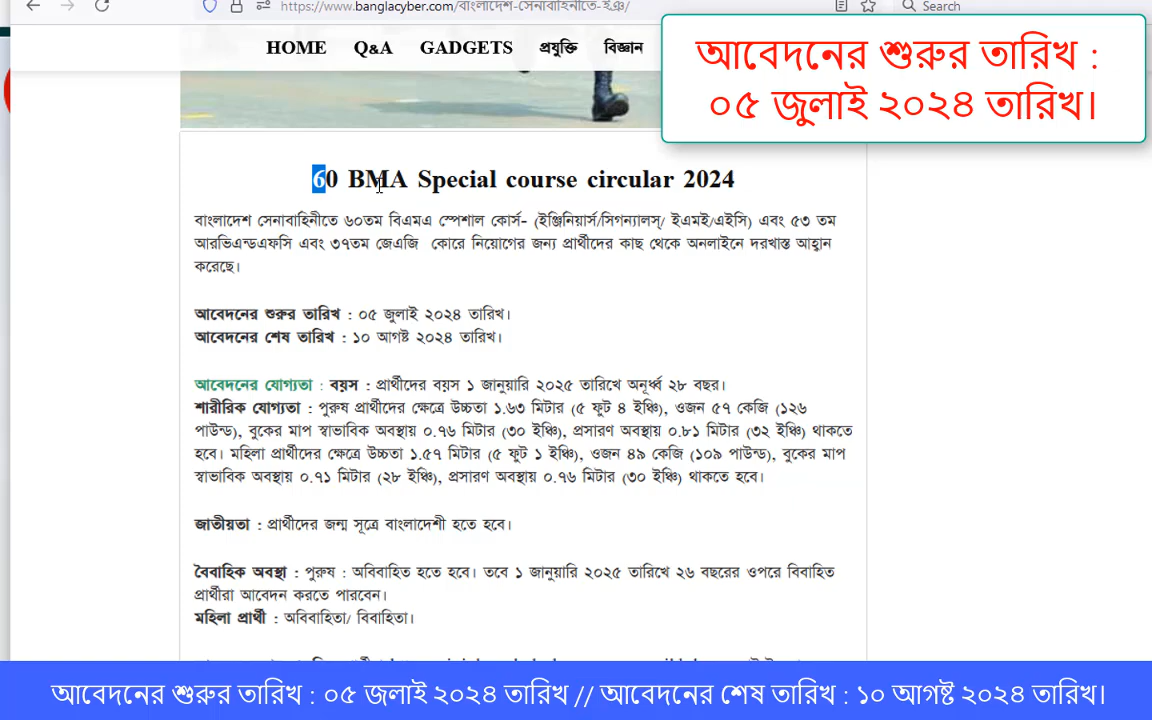 https://www.banglacyber.com/বাংলাদেশ-সেনাবাহিনীতে-ইঞ্জ/
Search
HOME Q&A GADGETS প্রযুক্তি বিজ্ঞান
আবেদনের শুরুর তারিখ :
০৫ জুলাই ২০২৪ তারিখ।
60 BMA Special course circular 2024
বাংলাদেশ সেনাবাহিনীতে ৬০তম বিএমএ স্পেশাল কোর্স- (ইঞ্জিনিয়ার্স/সিগন্যালস্/ ইএমই/এইসি) এবং ৫৩ তম
আরভিএন্ডএফসি এবং ৩৭তম জেএজি কোরে নিয়োগের জন্য প্রার্থীদের কাছ থেকে অনলাইনে দরখাস্ত আহ্বান
করেছে।
আবেদনের শুরুর তারিখ : ০৫ জুলাই ২০২৪ তারিখ।
আবেদনের শেষ তারিখ : ১০ আগষ্ট ২০২৪ তারিখ।
আবেদনের যোগ্যতা : বয়স : প্রার্থীদের বয়স ১ জানুয়ারি ২০২৫ তারিখে অনূর্ধ্ব ২৮ বছর।
শারীরিক যোগ্যতা : পুরুষ প্রার্থীদের ক্ষেত্রে উচ্চতা ১.৬৩ মিটার (৫ ফুট ৪ ইঞ্চি), ওজন ৫৭ কেজি (১২৬
পাউন্ড), বুকের মাপ স্বাভাবিক অবস্থায় ০.৭৬ মিটার (৩০ ইঞ্চি), প্রসারণ অবস্থায় ০.৮১ মিটার (৩২ ইঞ্চি) থাকতে
হবে। মহিলা প্রার্থীদের ক্ষেত্রে উচ্চতা ১.৫৭ মিটার (৫ ফুট ১ ইঞ্চি), ওজন ৪৯ কেজি (১০৯ পাউন্ড), বুকের মাপ
স্বাভাবিক অবস্থায় ০.৭১ মিটার (২৮ ইঞ্চি), প্রসারণ অবস্থায় ০.৭৬ মিটার (৩০ ইঞ্চি) থাকতে হবে।
জাতীয়তা : প্রার্থীদের জন্ম সূত্রে বাংলাদেশী হতে হবে।
বৈবাহিক অবস্থা : পুরুষ : অবিবাহিত হতে হবে। তবে ১ জানুয়ারি ২০২৫ তারিখে ২৬ বছরের ওপরে বিবাহিত
প্রার্থীরা আবেদন করতে পারবেন।
মহিলা প্রার্থী : অবিবাহিতা/ বিবাহিতা।
আবেদনের শুরুর তারিখ : ০৫ জুলাই ২০২৪ তারিখ // আবেদনের শেষ তারিখ : ১০ আগষ্ট ২০২৪ তারিখ।